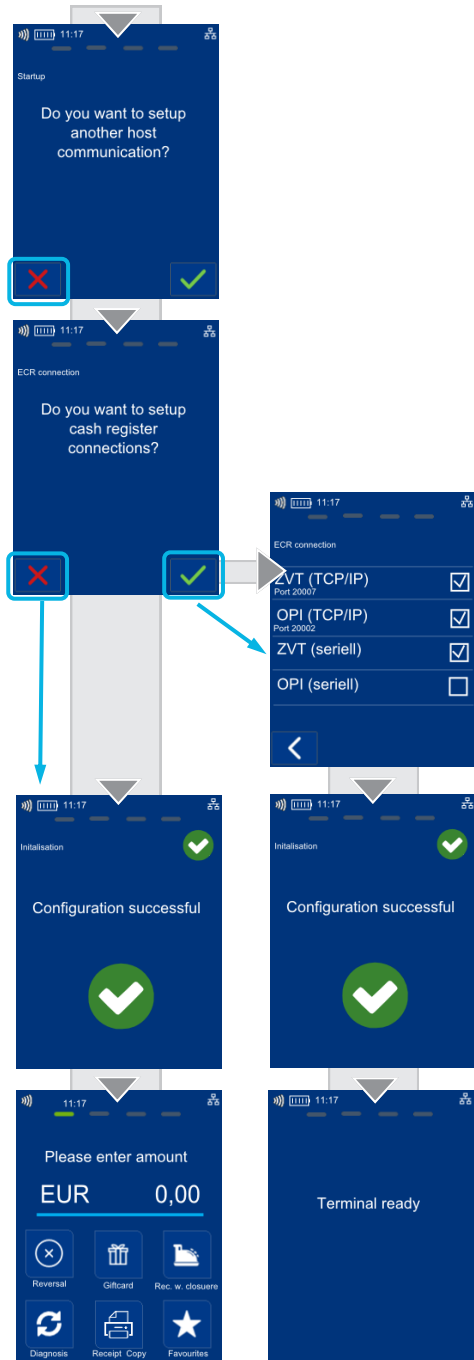 11:17
Startup
Do you want to setup
another host
communication?
11:17
ECR connection
Do you want to setup
cash register
connections?
11:17
ECR connection
ZVT (TCP/IP)
Port 20007
OPI (TCP/IP)
Port 20002
ZVT (seriell)
OPI (seriell)
11:17
Initalisation
Configuration successful
11:17
Initalisation
Configuration successful
11:17
Please enter amount
EUR 0,00
Reversal Giftcard Rec. w. closuere
Diagnosis Receipt Copy Favourites
11:17
Terminal ready